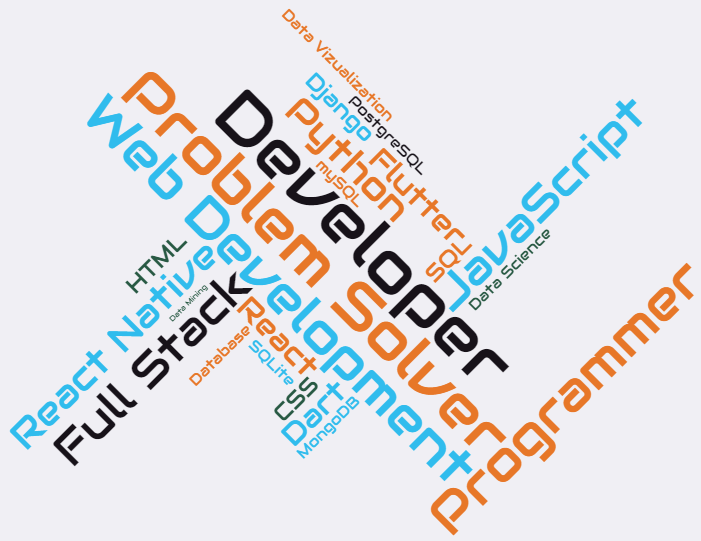 Data Vizualization
Django
PostgreSQL
Python
mySQL
Flutter
Developer
Problem Solver
Web Development
JavaScript
SQL
Data Science
HTML
React Native
Data Mining
Full Stack
React
Database
SQLite
CSS
Dart
MongoDB
programmer